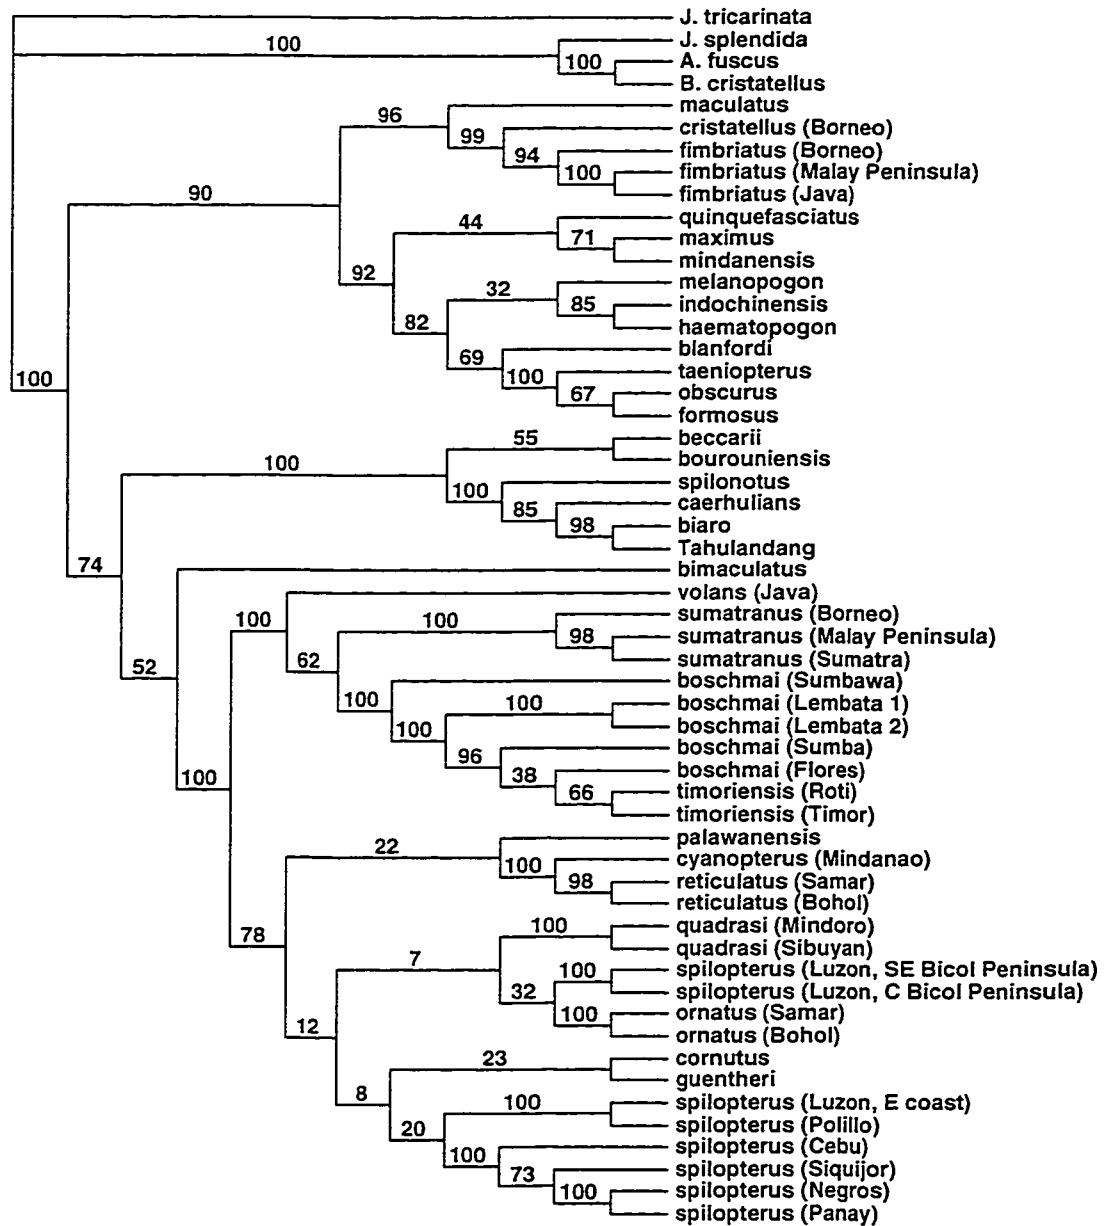 J. tricarinata
100
J. splendida
100
A. fuscus
B. cristatellus
maculatus
96
cristatellus (Borneo)
99
fimbriatus (Borneo)
94
fimbriatus (Malay Peninsula)
100
fimbriatus (Java)
90
quinquefasciatus
44
maximus
71
mindanensis
92
melanopogon
32
indochinensis
85
haematopogon
82
blanfordi
69
taeniopterus
100
obscurus
67
formosus
100
beccarii
55
bourouniensis
100
spilonotus
100
caerhulians
85
biaro
98
Tahulandang
74
bimaculatus
volans (Java)
100
sumatranus (Borneo)
100
sumatranus (Malay Peninsula)
98
sumatranus (Sumatra)
52
62
boschmai (Sumbawa)
100
boschmai (Lembata 1)
100
boschmai (Lembata 2)
100
boschmai (Sumba)
96
boschmai (Flores)
38
timoriensis (Roti)
66
timoriensis (Timor)
100
palawanensis
22
cyanopterus (Mindanao)
100
reticulatus (Samar)
98
reticulatus (Bohol)
78
quadrasi (Mindoro)
100
quadrasi (Sibuyan)
7
spilopterus (Luzon, SE Bicol Peninsula)
100
spilopterus (Luzon, C Bicol Peninsula)
32
ornatus (Samar)
100
ornatus (Bohol)
12
cornutus
23
guentheri
8
spilopterus (Luzon, E coast)
100
spilopterus (Polillo)
20
spilopterus (Cebu)
100
spilopterus (Siquijor)
73
spilopterus (Negros)
100
spilopterus (Panay)